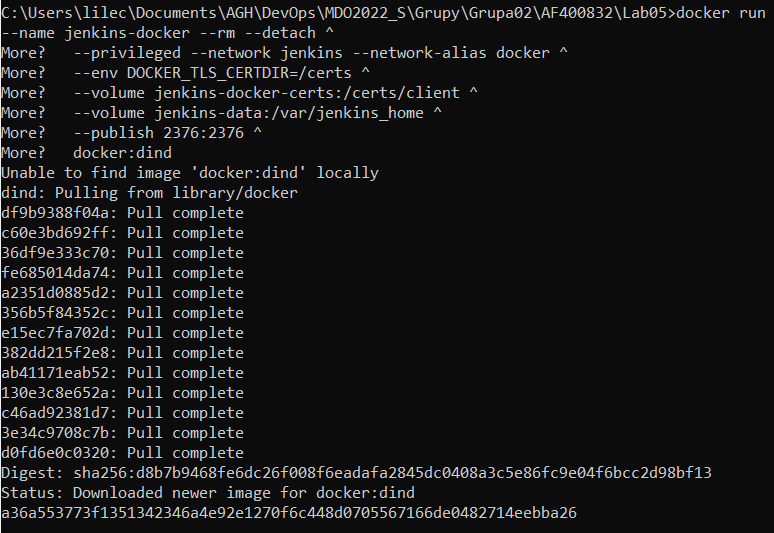 C:\Users\lilec\Documents\AGH\DevOps\MDO2022_S\Grupy\Grupa02\AF400832\Lab05>docker run
--name jenkins-docker --rm --detach ^
More?   --privileged --network jenkins --network-alias docker ^
More?   --env DOCKER_TLS_CERTDIR=/certs ^
More?   --volume jenkins-docker-certs:/certs/client ^
More?   --volume jenkins-data:/var/jenkins_home ^
More?   --publish 2376:2376 ^
More?   docker:dind
Unable to find image 'docker:dind' locally
dind: Pulling from library/docker
df9b9388f04a: Pull complete
c60e3bd692ff: Pull complete
36df9e333c70: Pull complete
fe685014da74: Pull complete
a2351d0885d2: Pull complete
356b5f84352c: Pull complete
e15ec7fa702d: Pull complete
382dd215f2e8: Pull complete
ab41171eab52: Pull complete
130e3c8e652a: Pull complete
c46ad92381d7: Pull complete
3e34c9708c7b: Pull complete
d0fd6e0c0320: Pull complete
Digest: sha256:d8b7b9468fe6dc26f008f6eadafa2845dc0408a3c5e86fc9e04f6bcc2d98bf13
Status: Downloaded newer image for docker:dind
a36a553773f1351342346a4e92e1270f6c448d0705567166de0482714eebba26